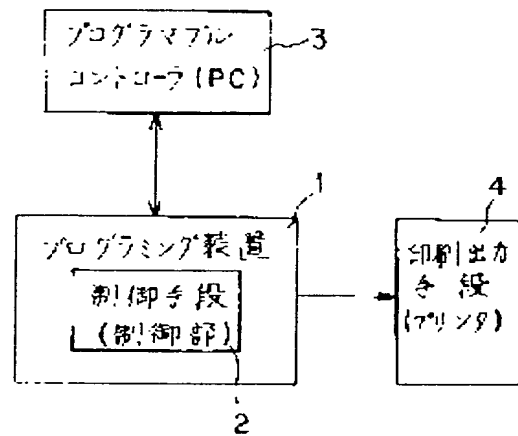 プログラマブル
コントローラ(PC)
3
1
プログラミング装置
制御手段
(制御部)
2
4
印刷出力
手段
(プリンタ)